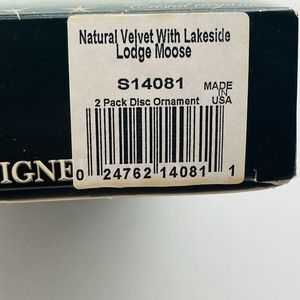 Natural Velvet With Lakeside
Lodge Moose
S14081
MADE
IN
USA
2 Pack Disc Ornament
IGNE
0 24762 14081 1